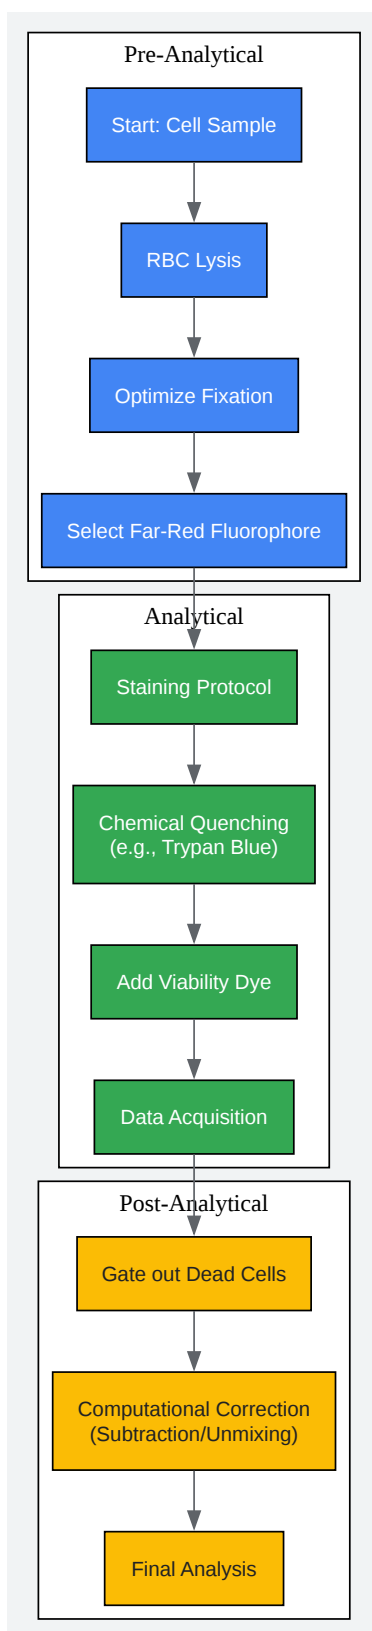 Pre-Analytical
Start: Cell Sample
RBC Lysis
Optimize Fixation
Select Far-Red Fluorophore
Analytical
Staining Protocol
Chemical Quenching
(e.g., Trypan Blue)
Add Viability Dye
Data Acquisition
Post-Analytical
Gate out Dead Cells
Computational Correction
(Subtraction/Unmixing)
Final Analysis